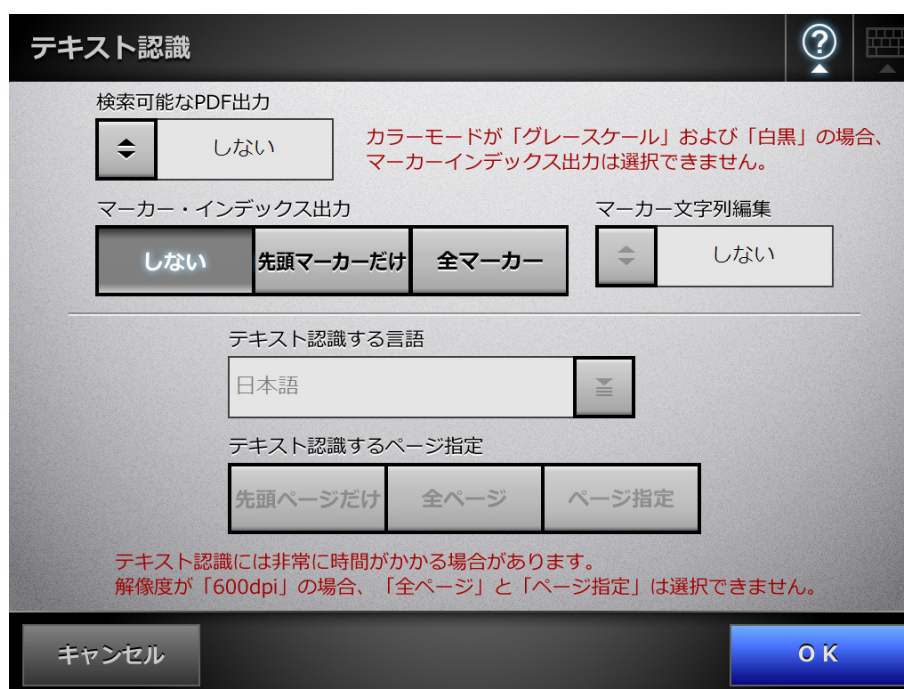 テキスト認識
検索可能なPDF出力
しない
カラーモードが「グレースケール」および「白黒」の場合、
マーカーインデックス出力は選択できません。
マーカー・インデックス出力
マーカー文字列編集
しない 先頭マーカーだけ 全マーカー
しない
テキスト認識する言語
日本語
テキスト認識するページ指定
先頭ページだけ 全ページ ページ指定
テキスト認識には非常に時間がかかる場合があります。
解像度が「600dpi」の場合、「全ページ」と「ページ指定」は選択できません。
キャンセル
OK